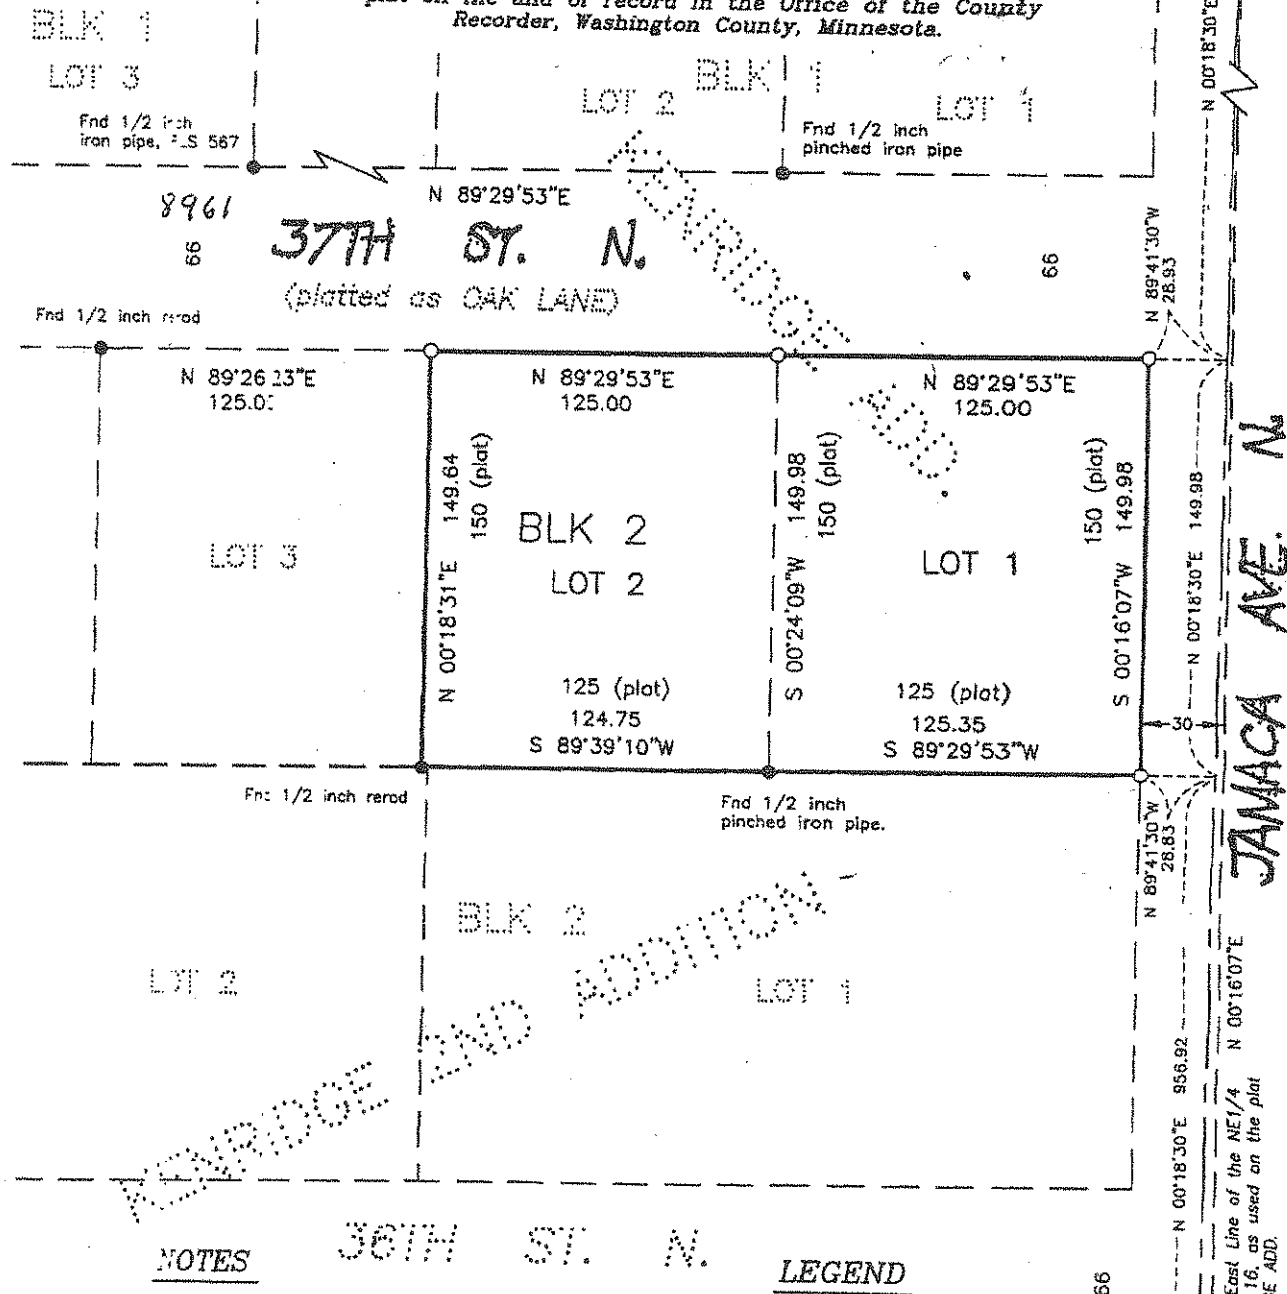 plat on file and of record in the Office of the County
Recorder, Washington County, Minnesota.
BLK 1
LOT 3
LOT 2
BLK 1
LOT 1
Fnd 1/2 inch
iron pipe, 567
Fnd 1/2 inch
pinched iron pipe
N 00°18'30"E
8961
66
N 89°29'53"E
37TH ST. N.
(platted as OAK LANE)
66
KENRIDGE ADD.
N 89°41'30"W
28.93
Fnd 1/2 inch rerod
N 89°26'23"E
N 89°29'53"E
125.00
N 89°29'53"E
125.00
LOT 3
N 00°18'31"E 149.64
150 (plat)
BLK 2
LOT 2
S 00°24'09"W 149.98
150 (plat)
LOT 1
150 (plat)
S 00°16'07"W 149.98
N 00°18'30"E 149.98
JAMACA AVE. N.
125 (plat)
124.75
S 89°39'10"W
125 (plat)
125.35
S 89°29'53"W
30
1/2 inch rerod
Fnd 1/2 inch
pinched iron pipe.
N 89°41'30"W
28.83
BLK 2
LOT 2
LOT 1
KENRIDGE 2ND ADDITION
N 00°18'30"E 956.92
East Line of the NE1/4 N 00°16'07"E
16, as used on the plat
ADD.
36TH ST. N.
66
NOTES
LEGEND